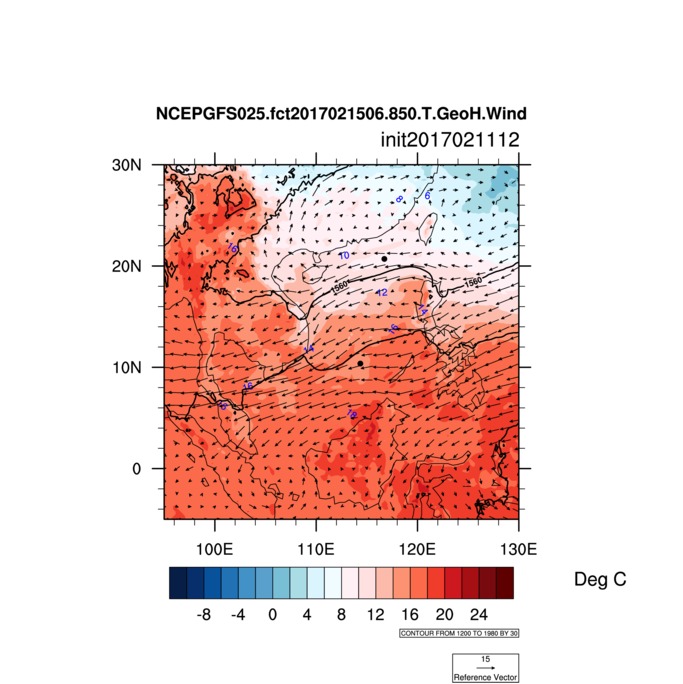 NCEPGFS025.fct2017021506.850.T.GeoH.Wind
init2017021112
30N
20N
10N
0
8
6
16
10
1560
1560
12
14
16
14
16
16
18
100E 110E 120E 130E
-8 -4 0 4 8 12 16 20 24
Deg C
CONTOUR FROM 1200 TO 1980 BY 30
15
Reference Vector